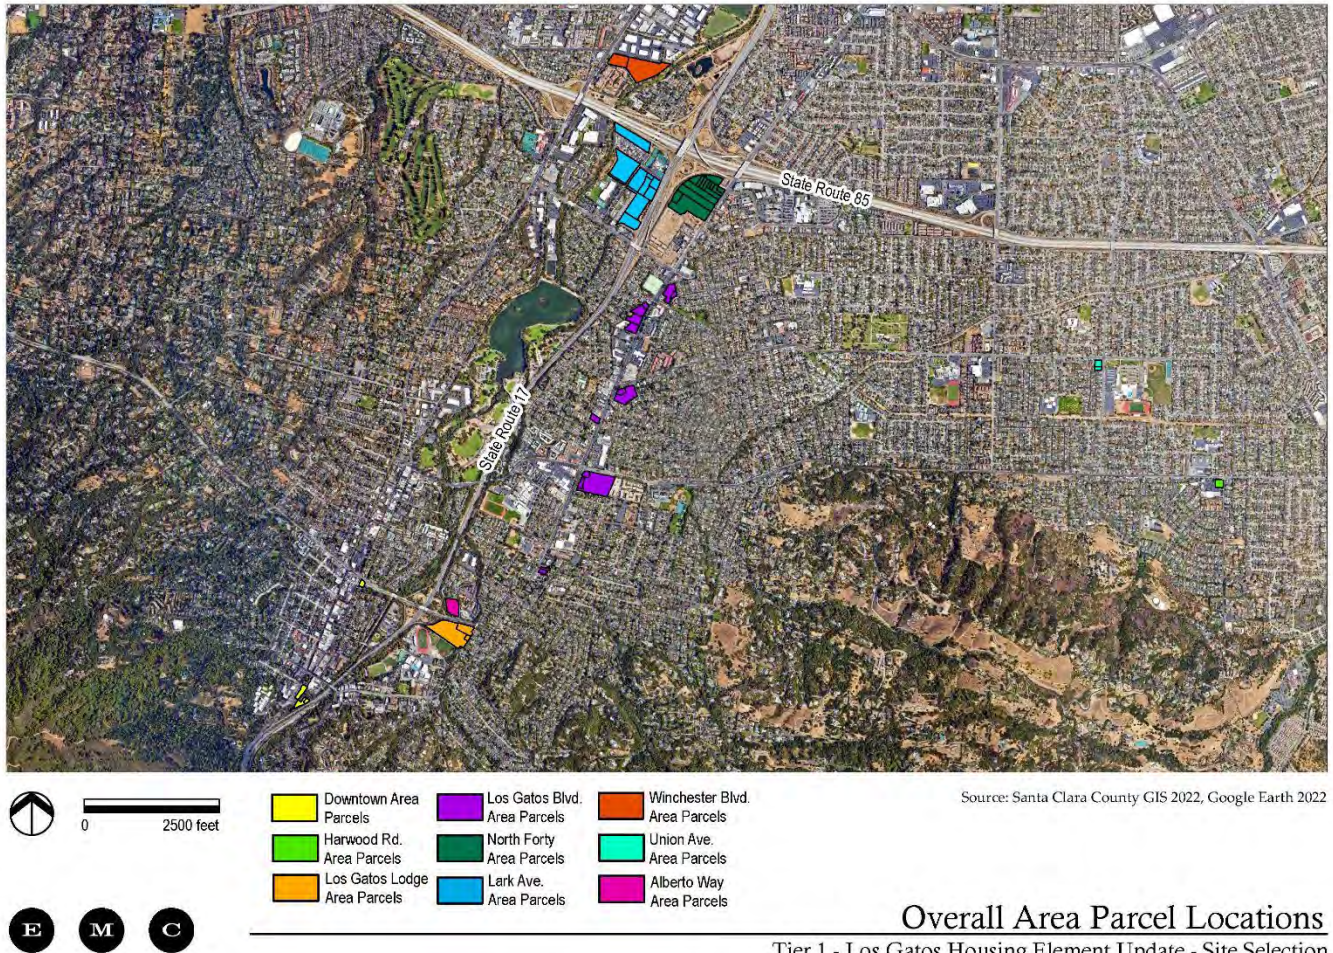 State Route 85
State Route 17
0 2500 feet
Downtown Area
Parcels
Harwood Rd.
Area Parcels
Los Gatos Lodge
Area Parcels
Los Gatos Blvd.
Area Parcels
North Forty
Area Parcels
Lark Ave.
Area Parcels
Winchester Blvd.
Area Parcels
Union Ave.
Area Parcels
Alberto Way
Area Parcels
Source: Santa Clara County GIS 2022, Google Earth 2022
E M C
Overall Area Parcel Locations
Tier 1 - Los Gatos Housing Element Update - Site Selection